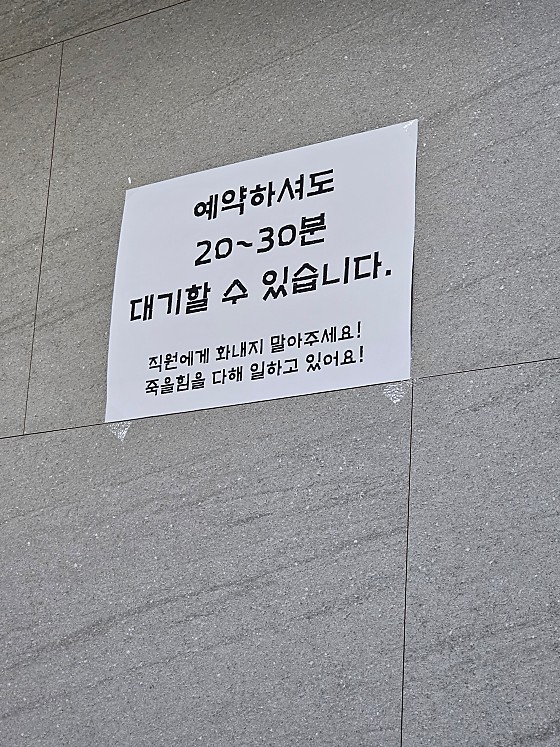 예약하셔도
20~30분
대기할 수 있습니다.
직원에게 화내지 말아주세요!
죽을힘을 다해 일하고 있어요!